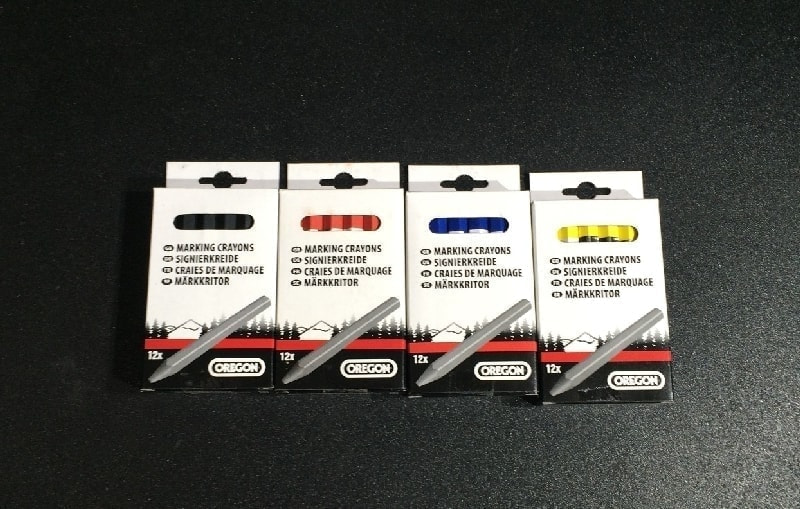 MARKING CRAYONS
SIGNIERKREIDE
CRAIES DE MARQUAGE
MÄRKKRITOR
12x
OREGON
MARKING CRAYONS
SIGNIERKREIDE
CRAIES DE MARQUAGE
MÄRKKRITOR
12x
OREGON
MARKING CRAYONS
SIGNIERKREIDE
CRAIES DE MARQUAGE
MÄRKKRITOR
12x
OREGON
MARKING CRAYONS
SIGNIERKREIDE
CRAIES DE MARQUAGE
MÄRKKRITOR
12x
OREGON